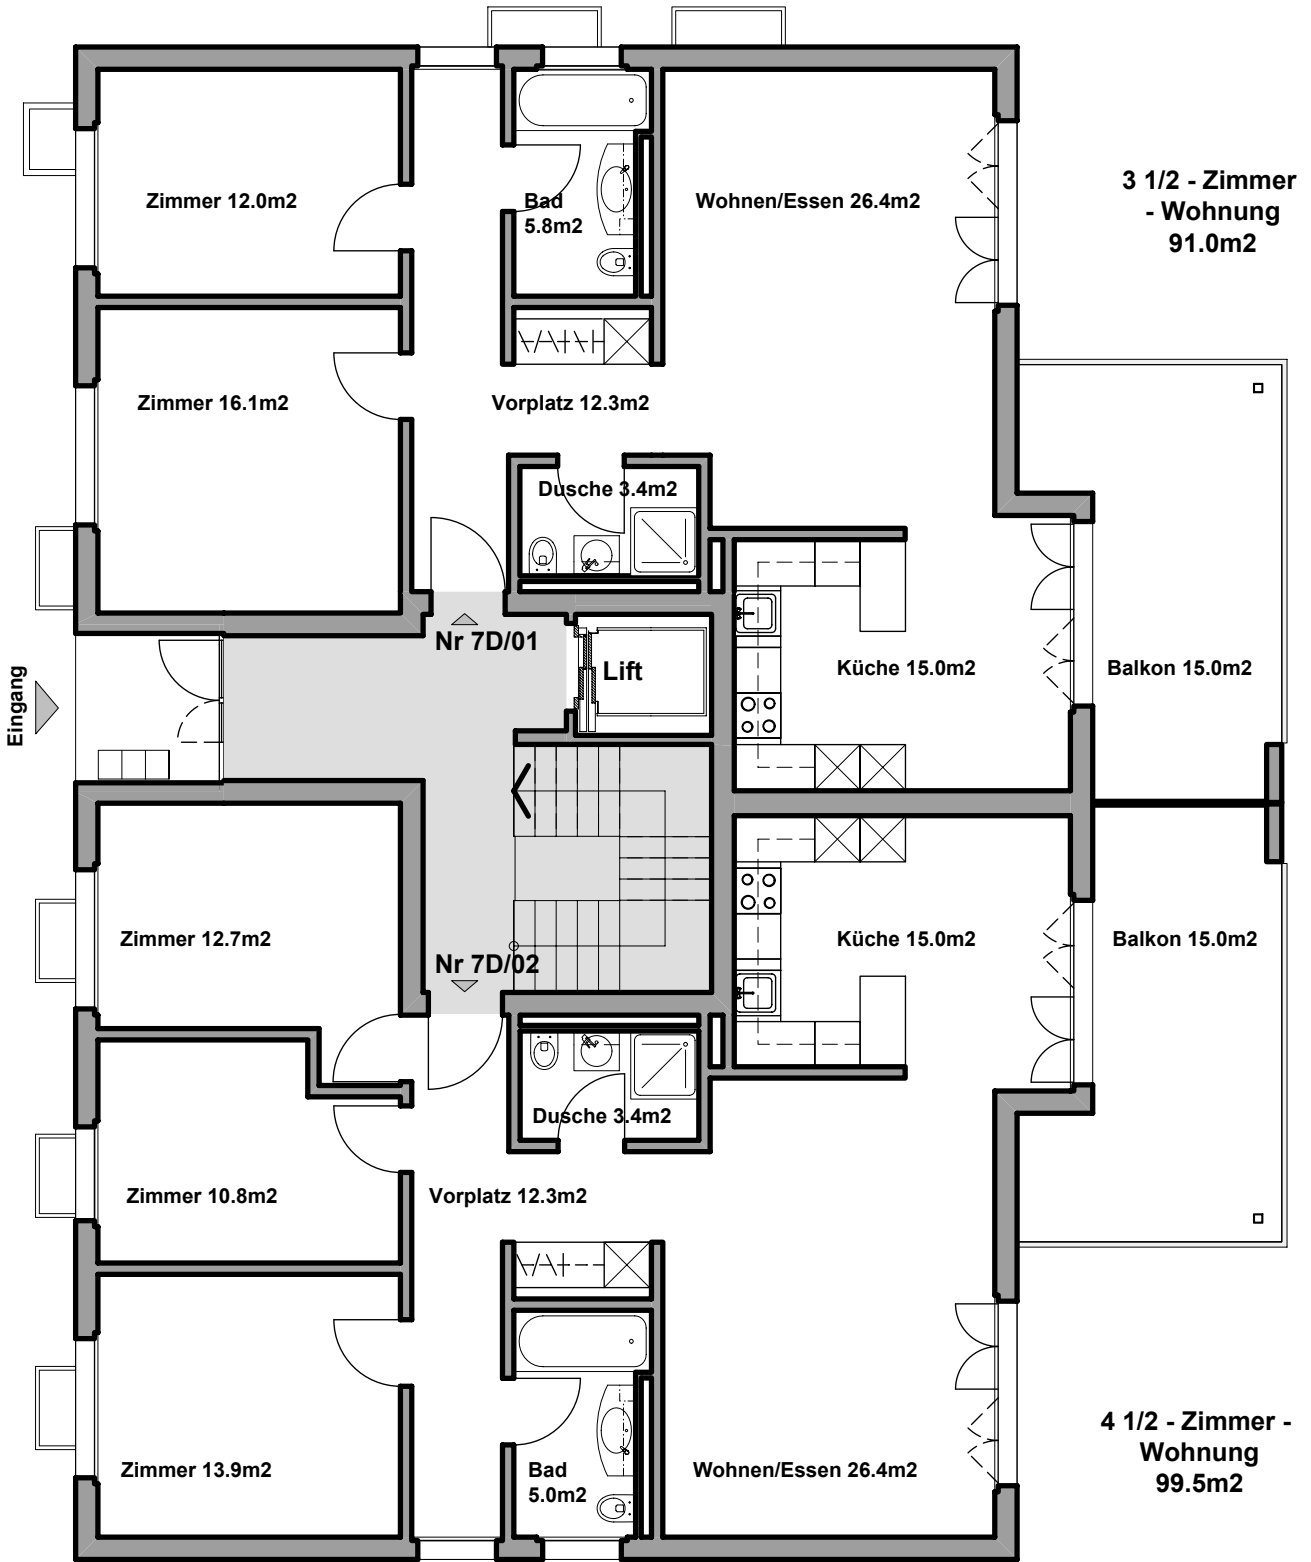 Zimmer 12.0m2
Bad
5.8m2
Wohnen/Essen 26.4m2
3 1/2 - Zimmer
- Wohnung
91.0m2
Zimmer 16.1m2
Vorplatz 12.3m2
Dusche 3.4m2
Nr 7D/01
Lift
Küche 15.0m2
Balkon 15.0m2
Eingang
Zimmer 12.7m2
Nr 7D/02
Küche 15.0m2
Balkon 15.0m2
Dusche 3.4m2
Zimmer 10.8m2
Vorplatz 12.3m2
Zimmer 13.9m2
Bad
5.0m2
Wohnen/Essen 26.4m2
4 1/2 - Zimmer -
Wohnung
99.5m2